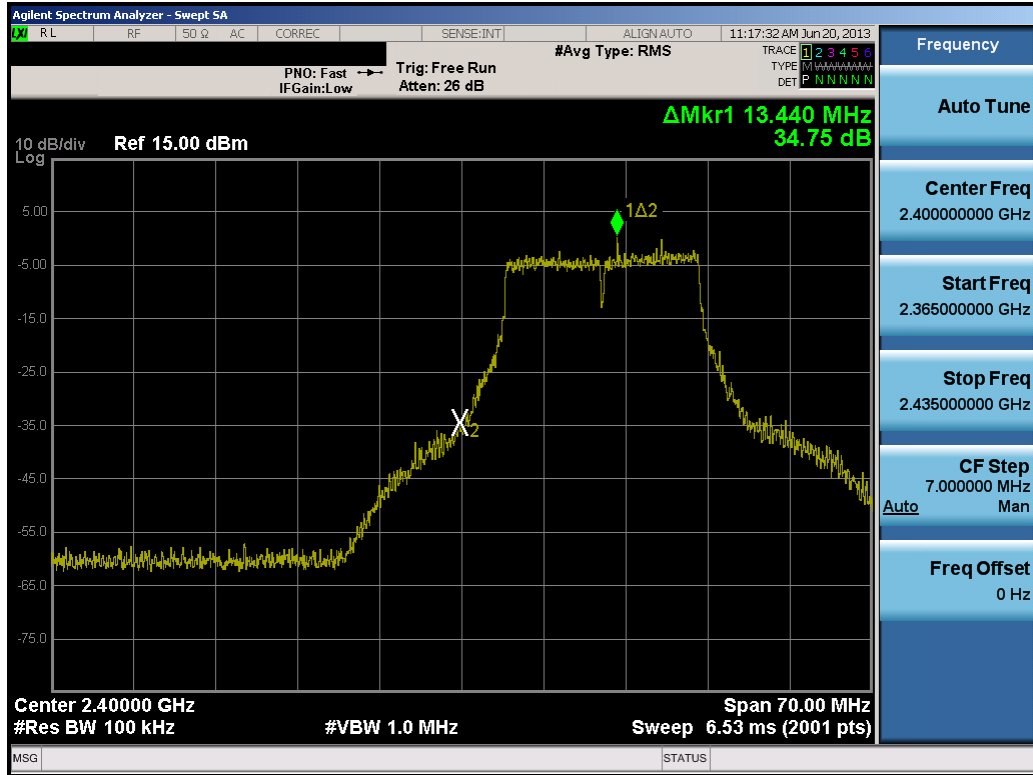 Agilent Spectrum Analyzer - Swept SA
LXI RL RF 50 Ω AC CORREC SENSE:INT ALIGN AUTO 11:17:32 AM Jun 20, 2013
PNO: Fast
IFGain:Low
Trig: Free Run
Atten: 26 dB
#Avg Type: RMS
TRACE 1 2 3 4 5 6
TYPE M
DET P N N N N N
ΔMkr1 13.440 MHz
34.75 dB
10 dB/div
Log
Ref 15.00 dBm
5.00
-5.00
-15.0
-25.0
-35.0
-45.0
-55.0
-65.0
-75.0
1Δ2
X2
Center 2.40000 GHz
Span 70.00 MHz
#Res BW 100 kHz
#VBW 1.0 MHz
Sweep 6.53 ms (2001 pts)
MSG
STATUS
Frequency
Auto Tune
Center Freq
2.400000000 GHz
Start Freq
2.365000000 GHz
Stop Freq
2.435000000 GHz
CF Step
7.000000 MHz
Auto Man
Freq Offset
0 Hz